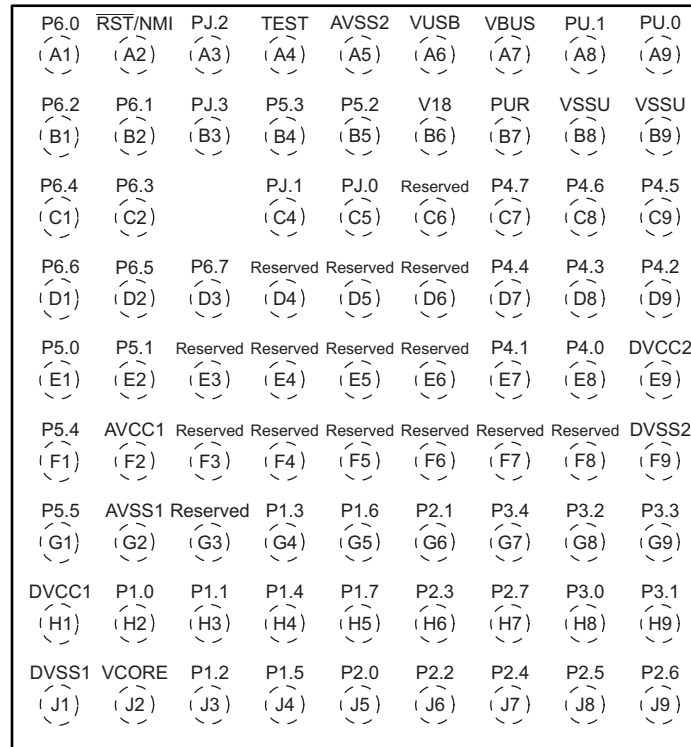 P6.0 RST/NMI PJ.2 TEST AVSS2 VUSB VBUS PU.1 PU.0
A1 A2 A3 A4 A5 A6 A7 A8 A9
P6.2 P6.1 PJ.3 P5.3 P5.2 V18 PUR VSSU VSSU
B1 B2 B3 B4 B5 B6 B7 B8 B9
P6.4 P6.3 PJ.1 PJ.0 Reserved P4.7 P4.6 P4.5
C1 C2 C4 C5 C6 C7 C8 C9
P6.6 P6.5 P6.7 Reserved Reserved Reserved P4.4 P4.3 P4.2
D1 D2 D3 D4 D5 D6 D7 D8 D9
P5.0 P5.1 Reserved Reserved Reserved Reserved P4.1 P4.0 DVCC2
E1 E2 E3 E4 E5 E6 E7 E8 E9
P5.4 AVCC1 Reserved Reserved Reserved Reserved Reserved Reserved DVSS2
F1 F2 F3 F4 F5 F6 F7 F8 F9
P5.5 AVSS1 Reserved P1.3 P1.6 P2.1 P3.4 P3.2 P3.3
G1 G2 G3 G4 G5 G6 G7 G8 G9
DVCC1 P1.0 P1.1 P1.4 P1.7 P2.3 P2.7 P3.0 P3.1
H1 H2 H3 H4 H5 H6 H7 H8 H9
DVSS1 VCORE P1.2 P1.5 P2.0 P2.2 P2.4 P2.5 P2.6
J1 J2 J3 J4 J5 J6 J7 J8 J9